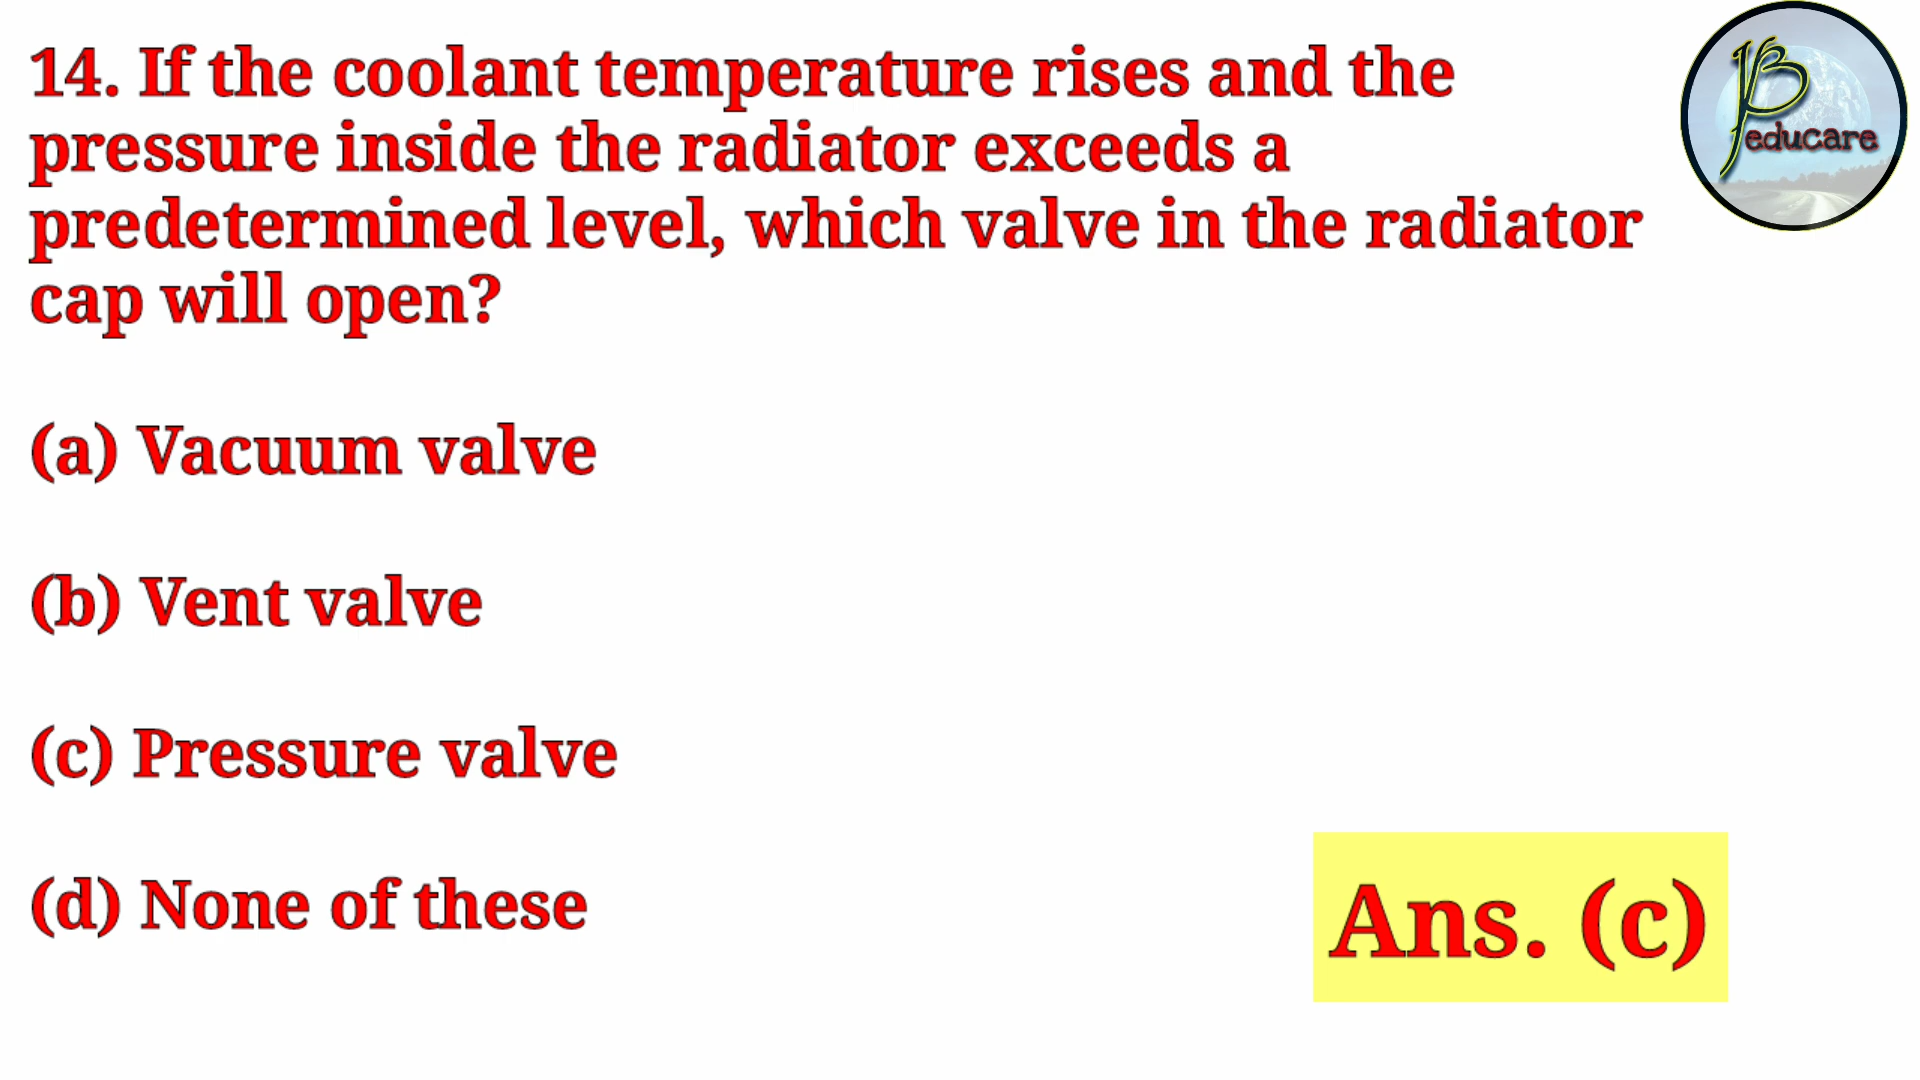 14. If the coolant temperature rises and the
pressure inside the radiator exceeds a
predetermined level, which valve in the radiator
cap will open?
(a) Vacuum valve
(b) Vent valve
(c) Pressure valve
(d) None of these
Ans. (c)
VB
educare